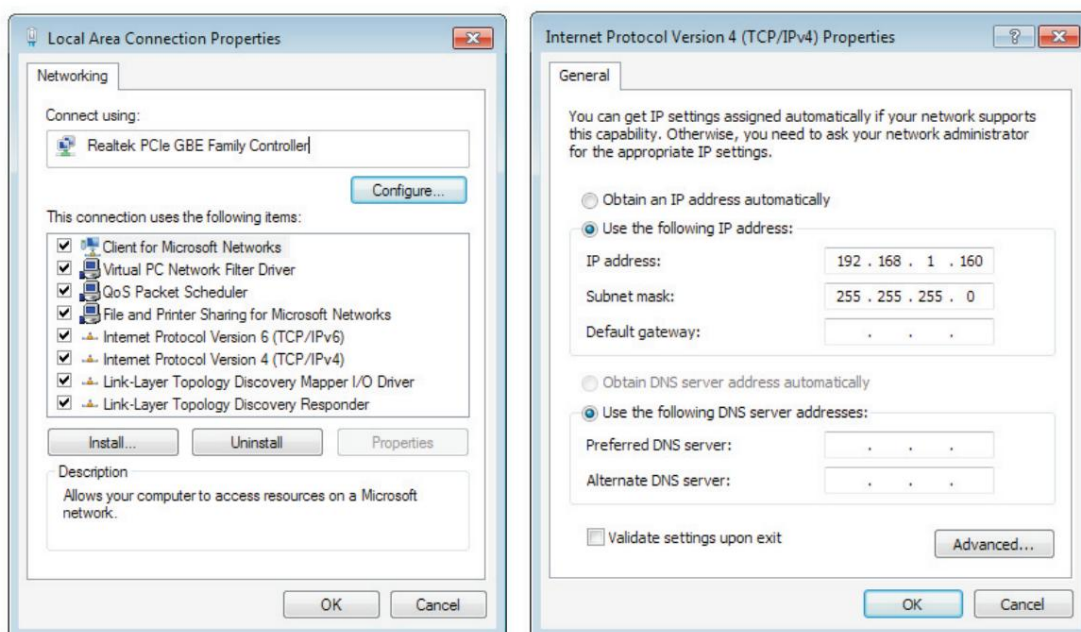 Local Area Connection Properties
Networking
Connect using:
Realtek PCIe GBE Family Controller
Configure...
This connection uses the following items:
Client for Microsoft Networks
Virtual PC Network Filter Driver
QoS Packet Scheduler
File and Printer Sharing for Microsoft Networks
Internet Protocol Version 6 (TCP/IPv6)
Internet Protocol Version 4 (TCP/IPv4)
Link-Layer Topology Discovery Mapper I/O Driver
Link-Layer Topology Discovery Responder
Install...
Uninstall
Properties
Description
Allows your computer to access resources on a Microsoft
network.
OK
Cancel
Internet Protocol Version 4 (TCP/IPv4) Properties
General
You can get IP settings assigned automatically if your network supports
this capability. Otherwise, you need to ask your network administrator
for the appropriate IP settings.
Obtain an IP address automatically
Use the following IP address:
IP address: 192 . 168 . 1 . 160
Subnet mask: 255 . 255 . 255 . 0
Default gateway: . . .
Obtain DNS server address automatically
Use the following DNS server addresses:
Preferred DNS server: . . .
Alternate DNS server: . . .
Validate settings upon exit
Advanced...
OK
Cancel